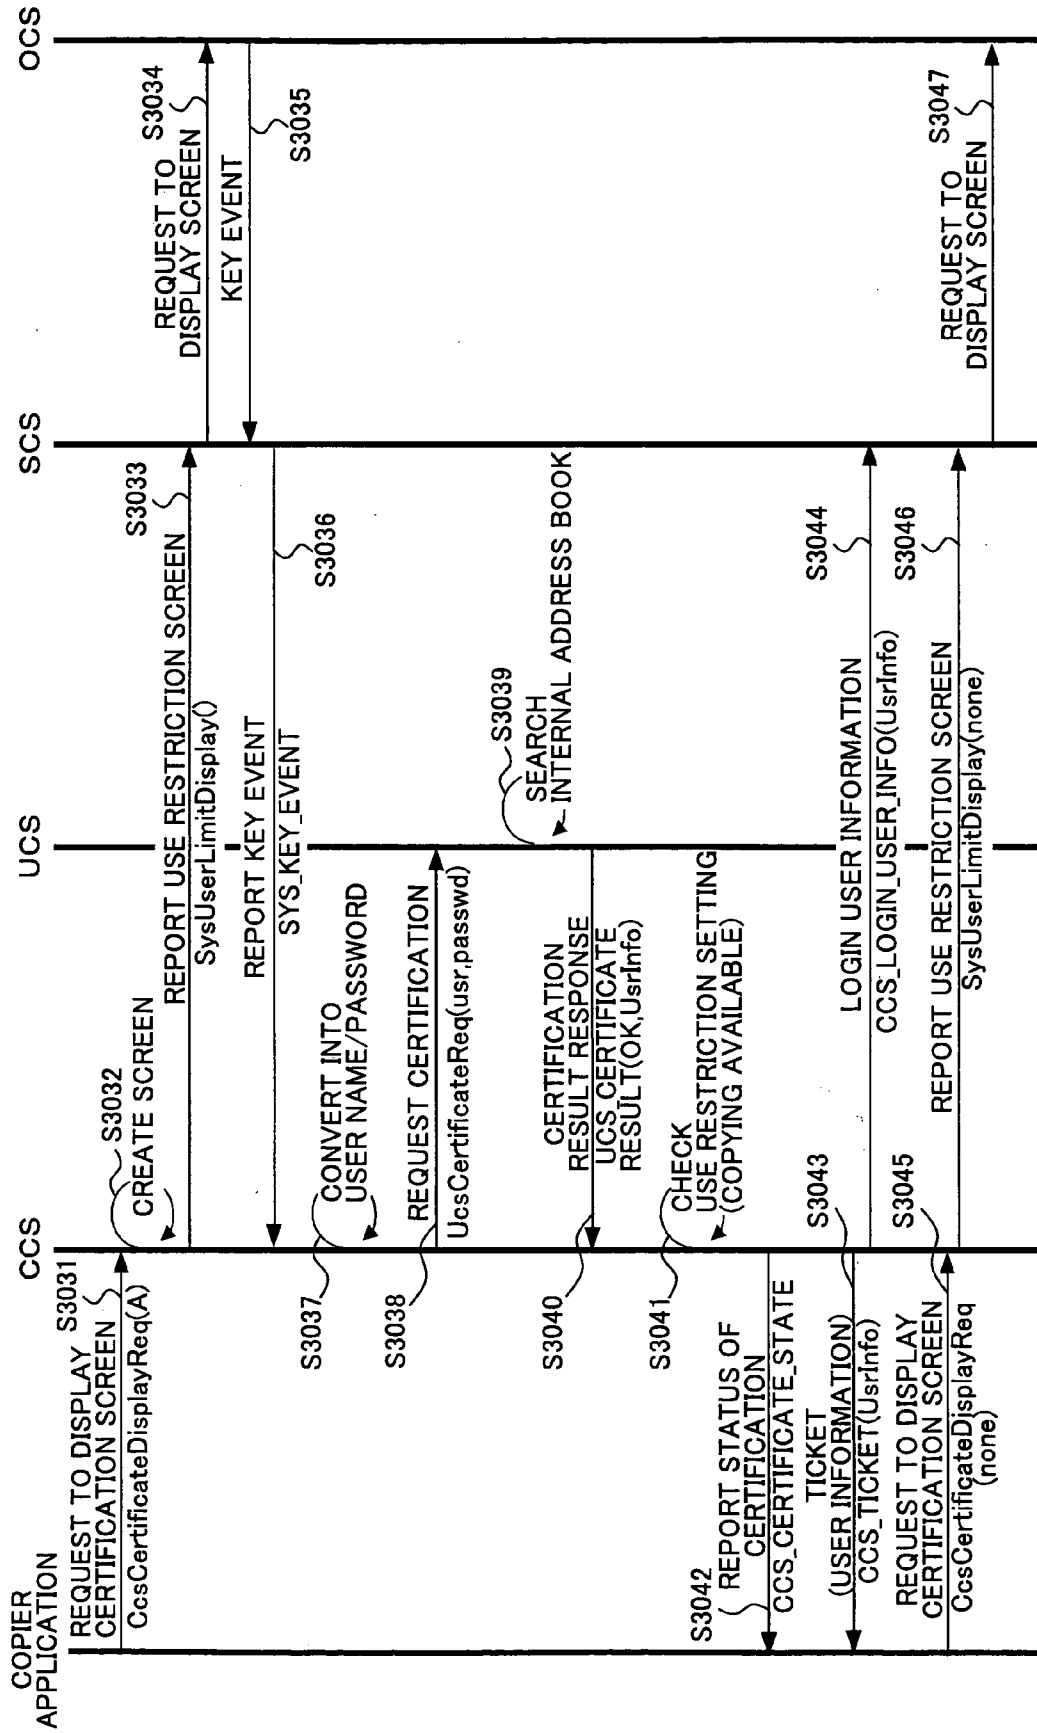 COPIER
APPLICATION
CCS
UCS
SCS
OCS
REQUEST TO DISPLAY
CERTIFICATION SCREEN
CcsCertificateDisplayReq(A)
S3031
S3032
CREATE SCREEN
REPORT USE RESTRICTION SCREEN
SysUserLimitDisplay()
S3033
REQUEST TO
DISPLAY SCREEN
S3034
KEY EVENT
S3035
REPORT KEY EVENT
SYS_KEY_EVENT
S3036
S3037
CONVERT INTO
USER NAME/PASSWORD
S3038
REQUEST CERTIFICATION
UcsCertificateReq(usr,passwd)
S3039
SEARCH
INTERNAL ADDRESS BOOK
S3040
CERTIFICATION
RESULT RESPONSE
UCS_CERTIFICATE
RESULT(OK,UsrInfo)
S3041
CHECK
USE RESTRICTION SETTING
(COPYING AVAILABLE)
S3042
REPORT STATUS OF
CERTIFICATION
CCS_CERTIFICATE_STATE
TICKET
(USER INFORMATION)
CCS_TICKET(UsrInfo)
S3043
LOGIN USER INFORMATION
CCS_LOGIN_USER_INFO(UsrInfo)
S3044
REQUEST TO DISPLAY
CERTIFICATION SCREEN
CcsCertificateDisplayReq
(none)
S3045
REPORT USE RESTRICTION SCREEN
SysUserLimitDisplay(none)
S3046
REQUEST TO
DISPLAY SCREEN
S3047